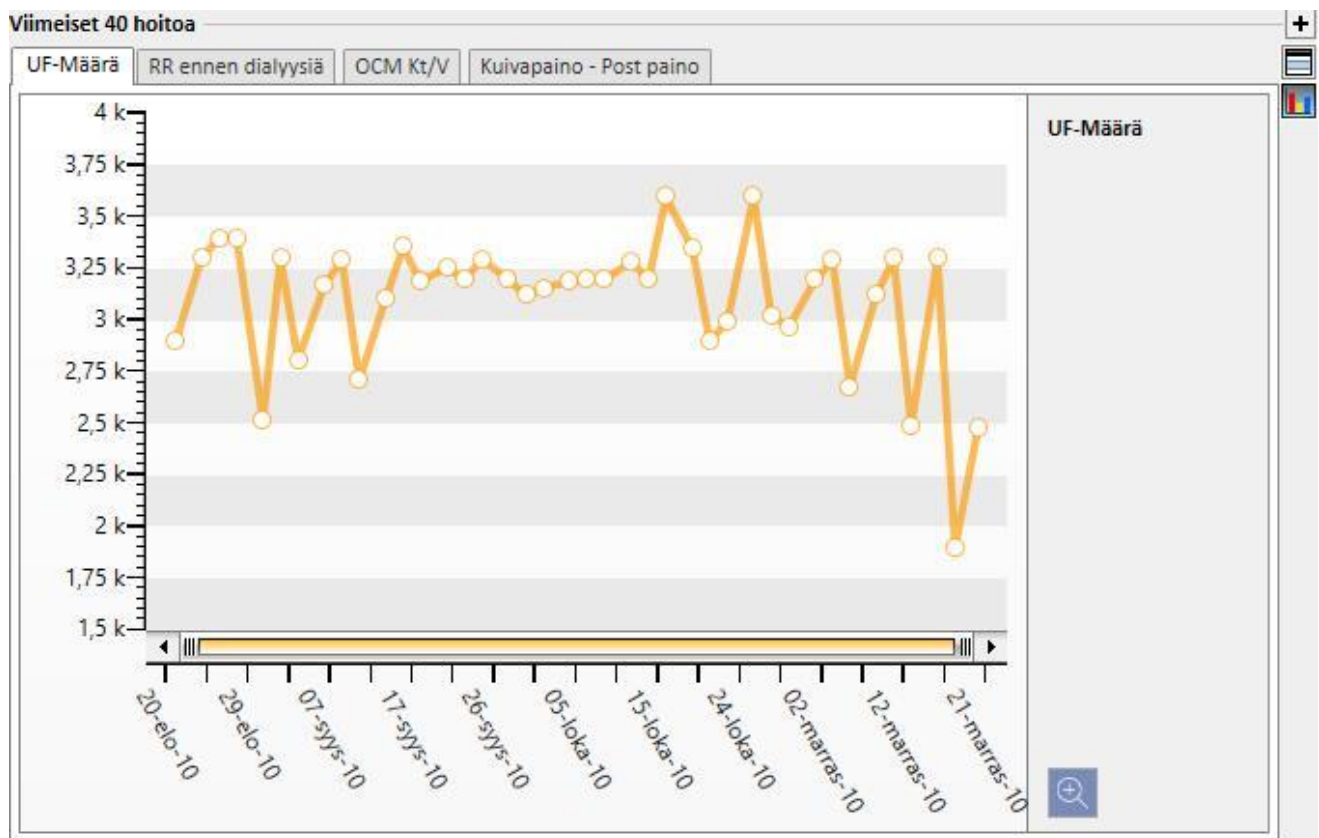 Viimeiset 40 hoitoa
UF-Määrä
RR ennen dialyysiä
OCM Kt/V
Kuivapaino - Post paino
4 k
3,75 k
3,5 k
3,25 k
3 k
2,75 k
2,5 k
2,25 k
2 k
1,75 k
1,5 k
20-elo-10
29-elo-10
07-syys-10
17-syys-10
26-syys-10
05-loka-10
15-loka-10
24-loka-10
02-marras-10
12-marras-10
21-marras-10
UF-Määrä